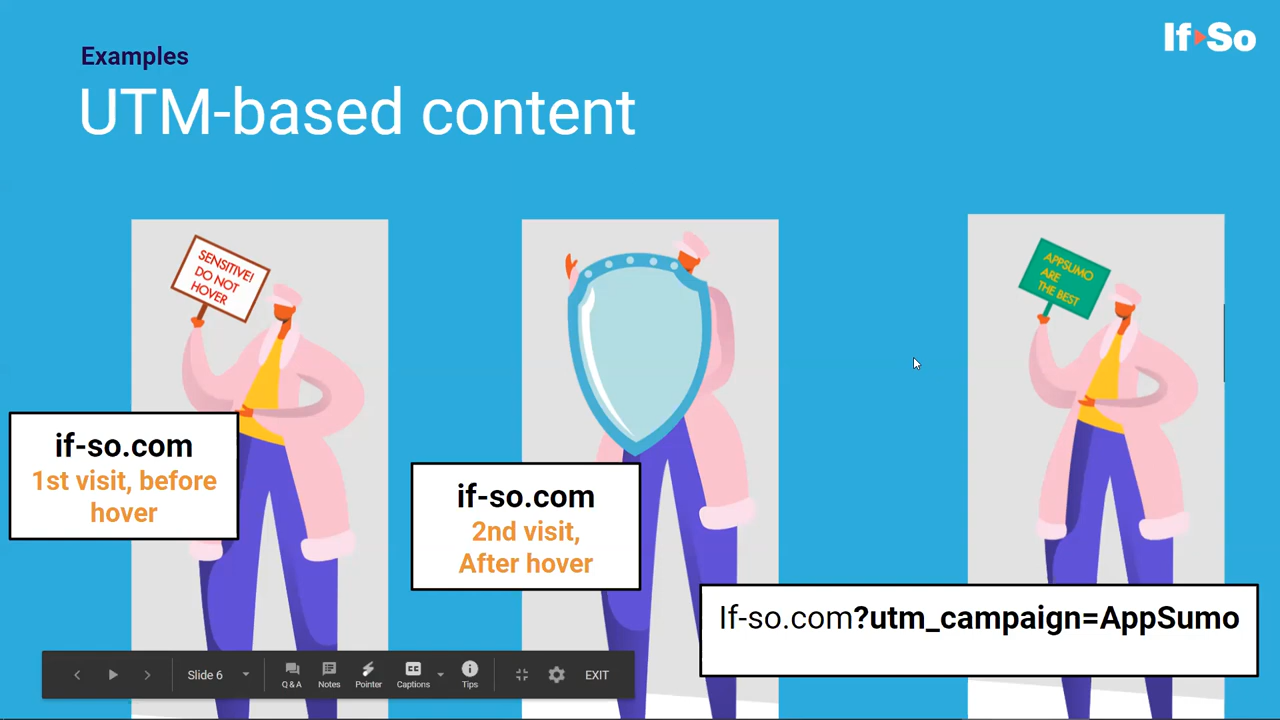 If So
Examples
UTM-based content
SENSITIVE!
DO NOT
HOVER
if-so.com
1st visit, before
hover
if-so.com
2nd visit,
After hover
APPSUMO
ARE
THE BEST
If-so.com?utm_campaign=AppSumo
Slide 6
Q & A
Notes
Pointer
CC
Captions
Tips
EXIT